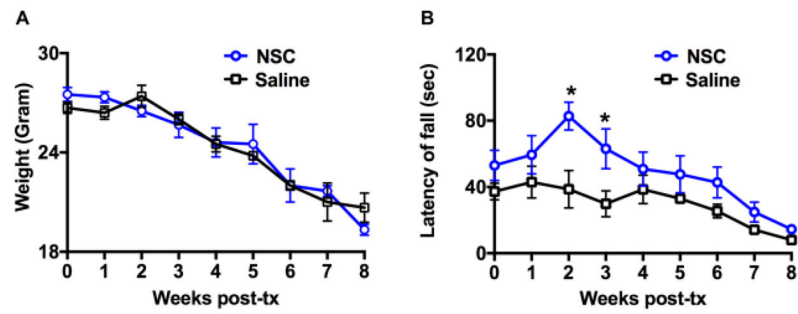 A
30
24
18
Weight (Gram)
NSC
Saline
0 1 2 3 4 5 6 7 8
Weeks post-tx
B
120
80
40
0
Latency of fall (sec)
NSC
Saline
*
*
0 1 2 3 4 5 6 7 8
Weeks post-tx